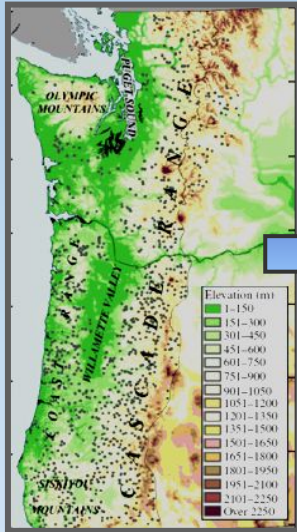 OLYMPIC
MOUNTAINS
PUGET SOUND
CASCADE RANGE
COAST RANGE
WILLAMETTE VALLEY
SISKIYOU
MOUNTAINS
Elevation (m)
1–150
151–300
301–450
451–600
601–750
751–900
901–1050
1051–1200
1201–1350
1351–1500
1501–1650
1651–1800
1801–1950
1951–2100
2101–2250
Over 2250